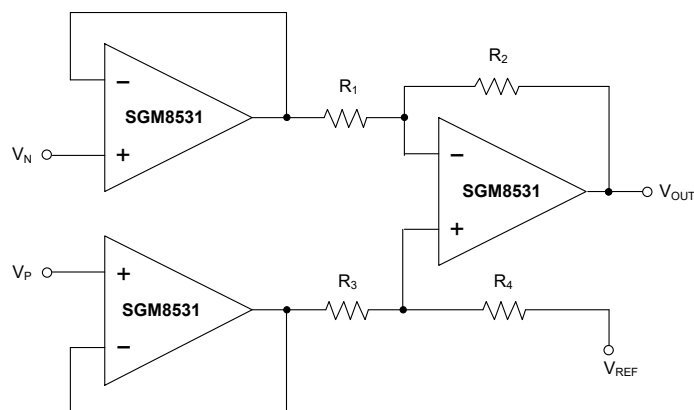 R1
R2
−
SGM8531
VN
+
−
SGM8531
VOUT
+
VP
+
SGM8531
R3
R4
−
VREF